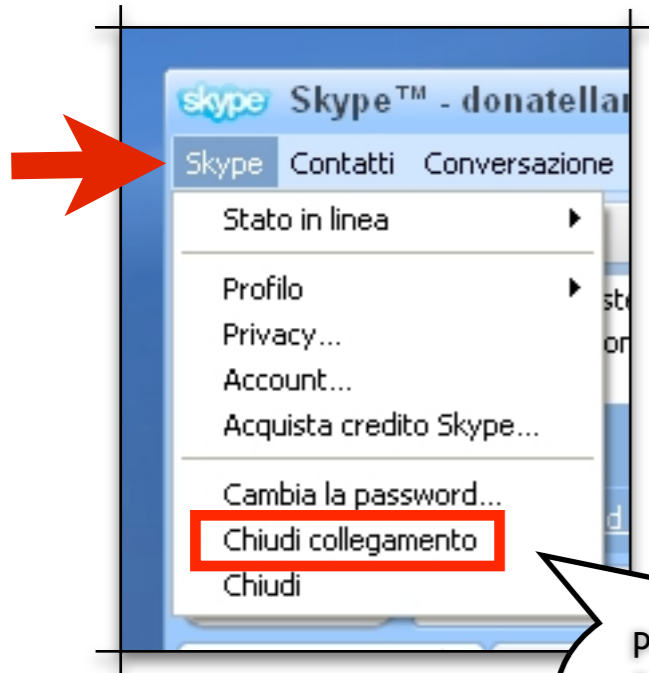 skype Skype™ - donatella
Skype Contatti Conversazione
Stato in linea
Profilo
Privacy...
Account...
Acquista credito Skype...
Cambia la password...
Chiudi collegamento
Chiudi